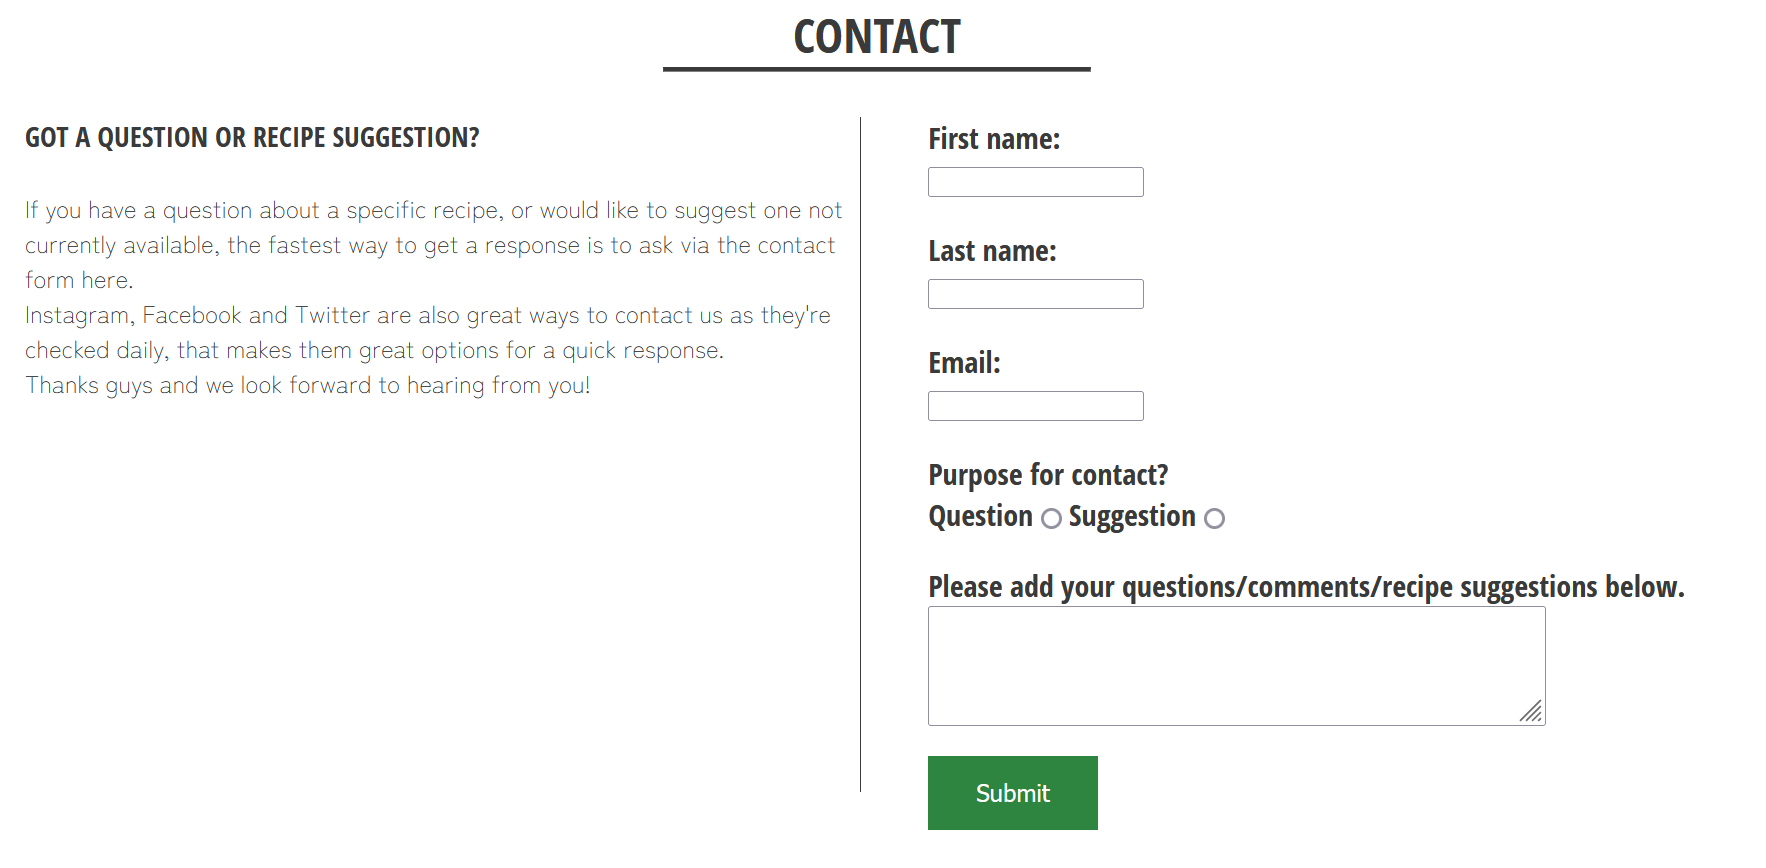 CONTACT
GOT A QUESTION OR RECIPE SUGGESTION?
If you have a question about a specific recipe, or would like to suggest one not
currently available, the fastest way to get a response is to ask via the contact
form here.
Instagram, Facebook and Twitter are also great ways to contact us as they're
checked daily, that makes them great options for a quick response.
Thanks guys and we look forward to hearing from you!
First name:
Last name:
Email:
Purpose for contact?
Question Suggestion
Please add your questions/comments/recipe suggestions below.
Submit